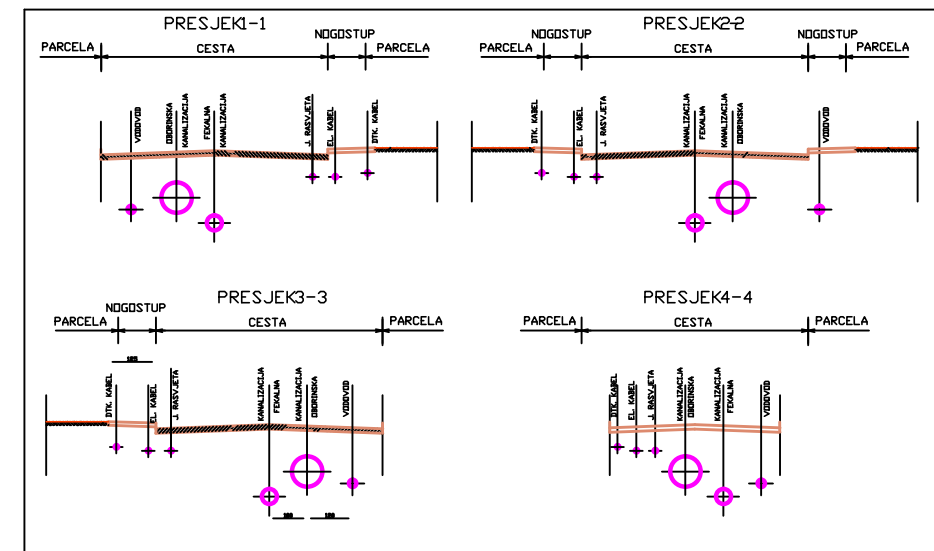 PRESJEK1-1
NOGOSTUP
PARCELA
CESTA
PARCELA
VODOVOD
OBORINSKA
KANALIZACIJA
FEKALNA
KANALIZACIJA
J. RASVJETA
EL. KABEL
DTK. KABEL
PRESJEK2-2
NOGOSTUP
NOGOSTUP
PARCELA
CESTA
PARCELA
DTK. KABEL
EL. KABEL
J. RASVJETA
KANALIZACIJA
FEKALNA
KANALIZACIJA
OBORINSKA
VODOVOD
PRESJEK3-3
NOGOSTUP
PARCELA
CESTA
PARCELA
DTK. KABEL
EL. KABEL
J. RASVJETA
KANALIZACIJA
FEKALNA
KANALIZACIJA
OBORINSKA
VODOVOD
PRESJEK4-4
PARCELA
CESTA
PARCELA
DTK. KABEL
EL. KABEL
J. RASVJETA
KANALIZACIJA
OBORINSKA
KANALIZACIJA
FEKALNA
VODOVOD